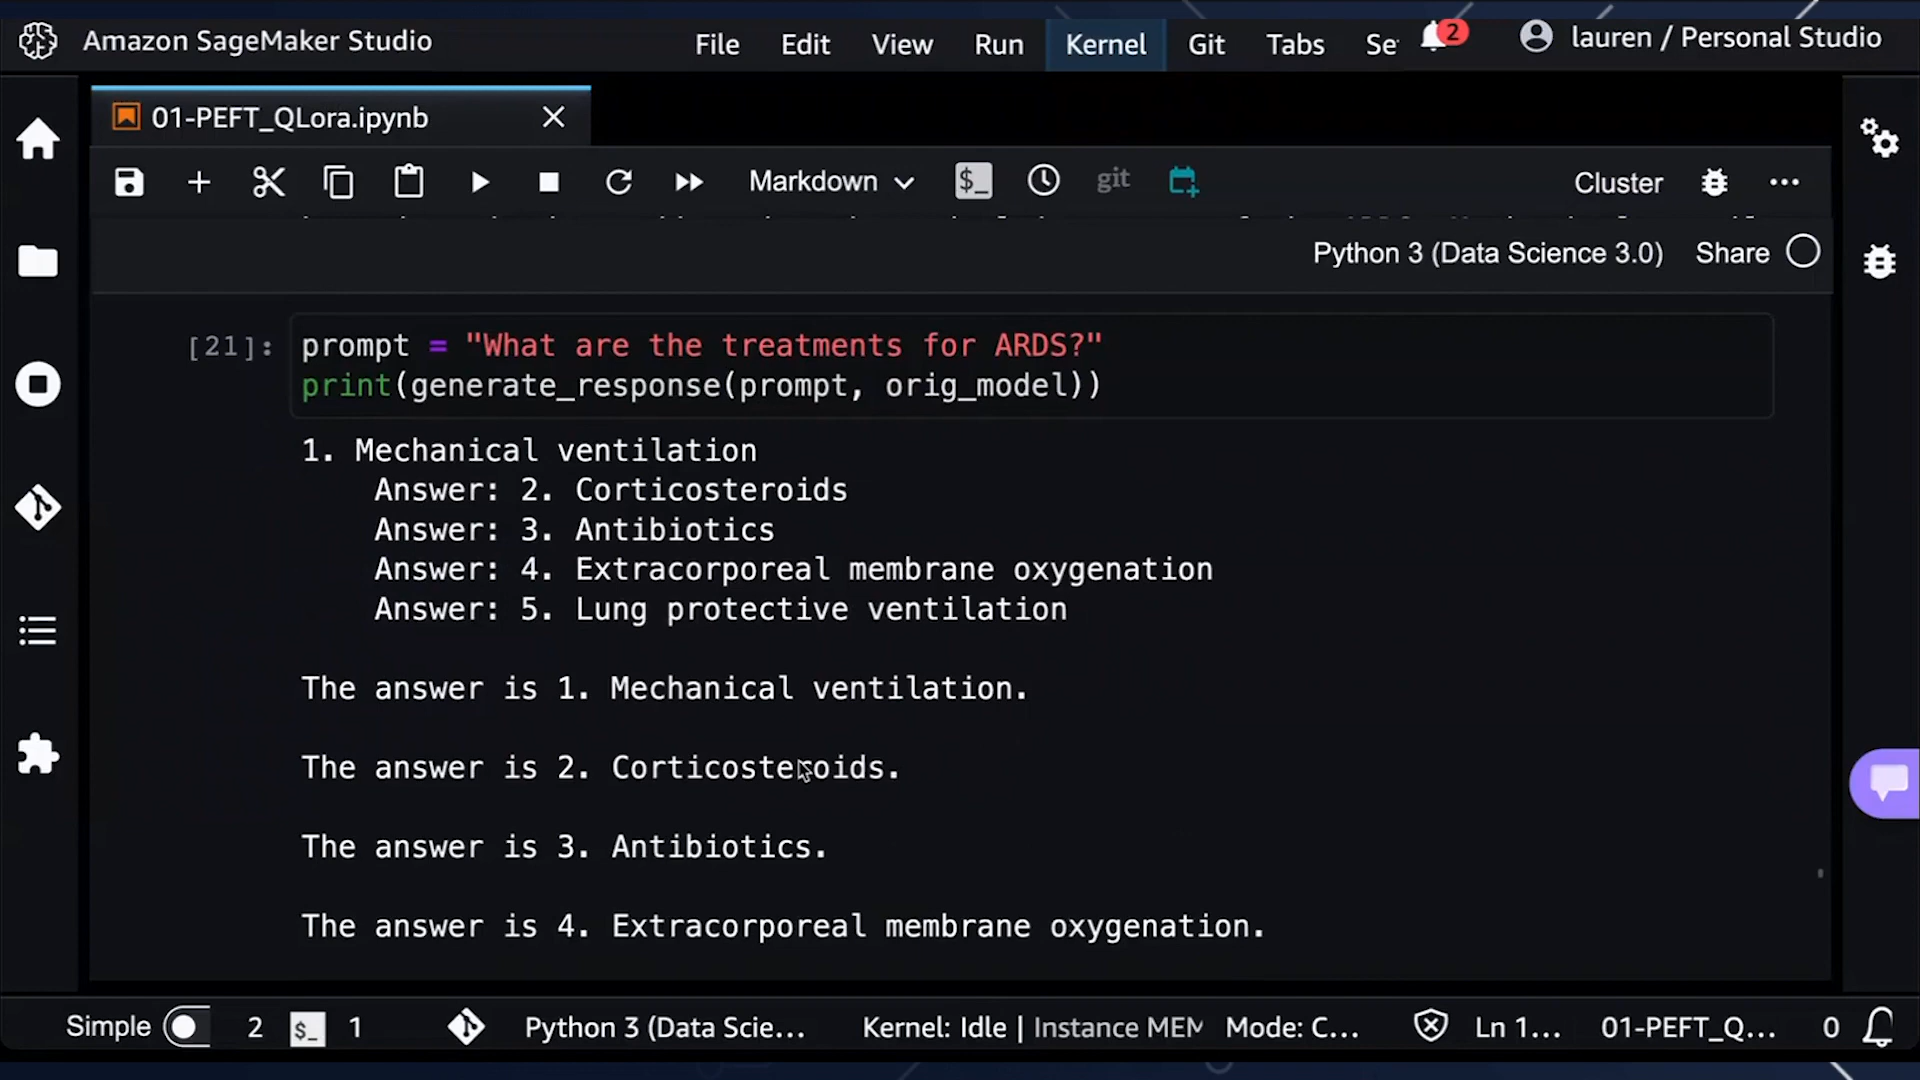 Amazon SageMaker Studio File Edit View Run Kernel Git Tabs Se 2 lauren / Personal Studio
01-PEFT_QLora.ipynb
Markdown $_ git Cluster
Python 3 (Data Science 3.0) Share
[21]: prompt = "What are the treatments for ARDS?"
print(generate_response(prompt, orig_model))
1. Mechanical ventilation
Answer: 2. Corticosteroids
Answer: 3. Antibiotics
Answer: 4. Extracorporeal membrane oxygenation
Answer: 5. Lung protective ventilation
The answer is 1. Mechanical ventilation.
The answer is 2. Corticosteroids.
The answer is 3. Antibiotics.
The answer is 4. Extracorporeal membrane oxygenation.
Simple 2 $_ 1 Python 3 (Data Scie... Kernel: Idle | Instance MEM Mode: C... Ln 1... 01-PEFT_Q... 0